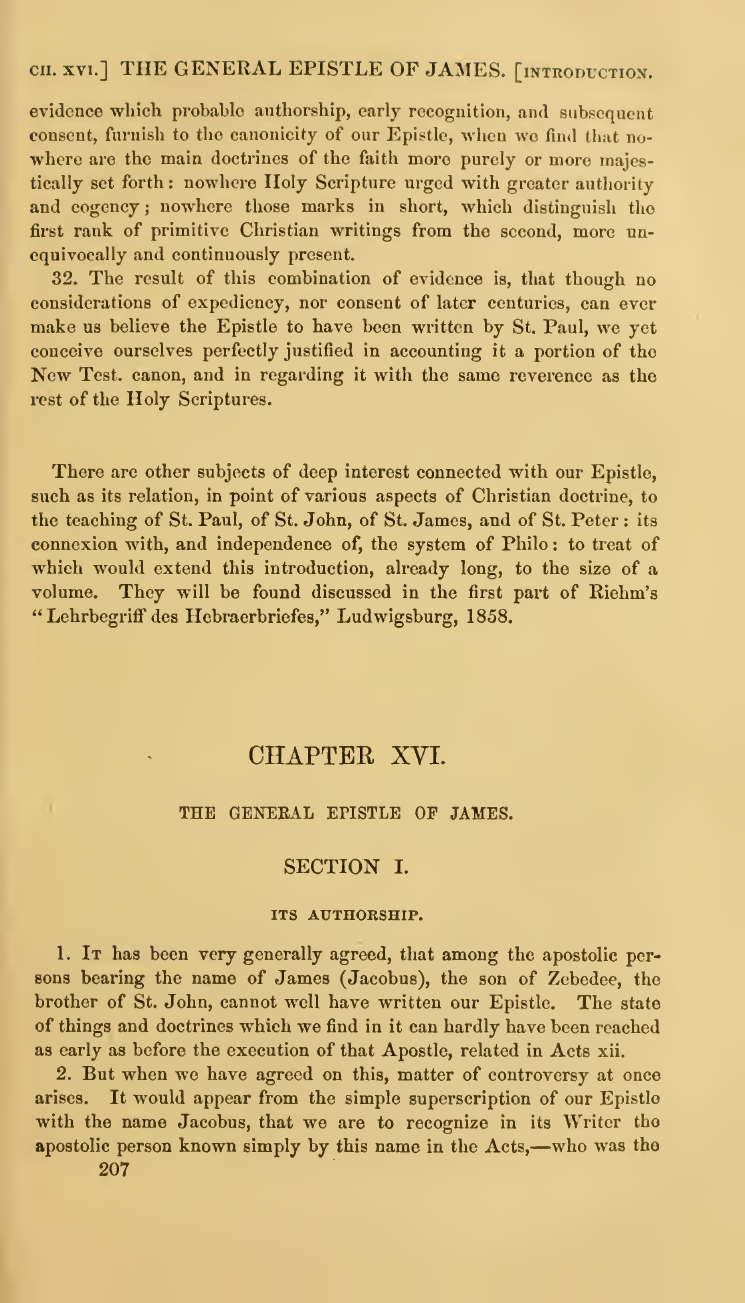 CH. XVI.] THE GENERAL EPISTLE OF JAMES. [INTRODUCTION.
evidence which probable authorship, early recognition, and subsequent
consent, furnish to the canonicity of our Epistle, when we find that no-
where are the main doctrines of the faith more purely or more majes-
tically set forth: nowhere Holy Scripture urged with greater authority
and cogency; nowhere those marks in short, which distinguish the
first rank of primitive Christian writings from the second, more un-
equivocally and continuously present.
32. The result of this combination of evidence is, that though no
considerations of expediency, nor consent of later centuries, can ever
make us believe the Epistle to have been written by St. Paul, we yet
conceive ourselves perfectly justified in accounting it a portion of the
New Test. canon, and in regarding it with the same reverence as the
rest of the Holy Scriptures.
There are other subjects of deep interest connected with our Epistle,
such as its relation, in point of various aspects of Christian doctrine, to
the teaching of St. Paul, of St. John, of St. James, and of St. Peter: its
connexion with, and independence of, the system of Philo: to treat of
which would extend this introduction, already long, to the size of a
volume. They will be found discussed in the first part of Riehm's
“Lehrbegriff des Hebraerbriefes,” Ludwigsburg, 1858.
CHAPTER XVI.
THE GENERAL EPISTLE OF JAMES.
SECTION I.
ITS AUTHORSHIP.
1. IT has been very generally agreed, that among the apostolic per-
sons bearing the name of James (Jacobus), the son of Zebedee, the
brother of St. John, cannot well have written our Epistle. The state
of things and doctrines which we find in it can hardly have been reached
as early as before the execution of that Apostle, related in Acts xii.
2. But when we have agreed on this, matter of controversy at once
arises. It would appear from the simple superscription of our Epistle
with the name Jacobus, that we are to recognize in its Writer the
apostolic person known simply by this name in the Acts,—who was the
207